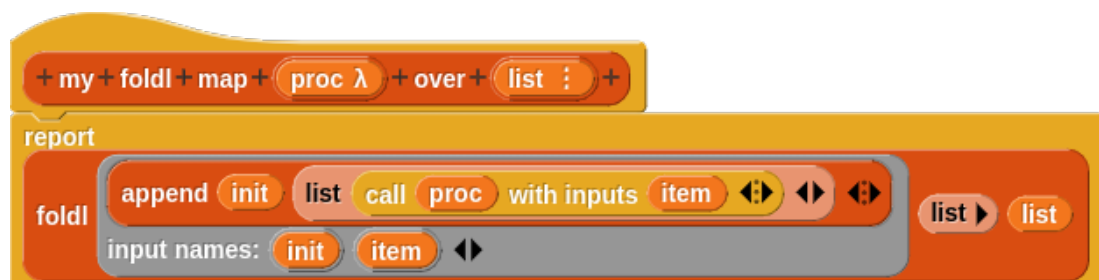 + my + foldl + map + proc λ + over + list ⋮ +
report
foldl append init list call proc with inputs item list list
input names: init item